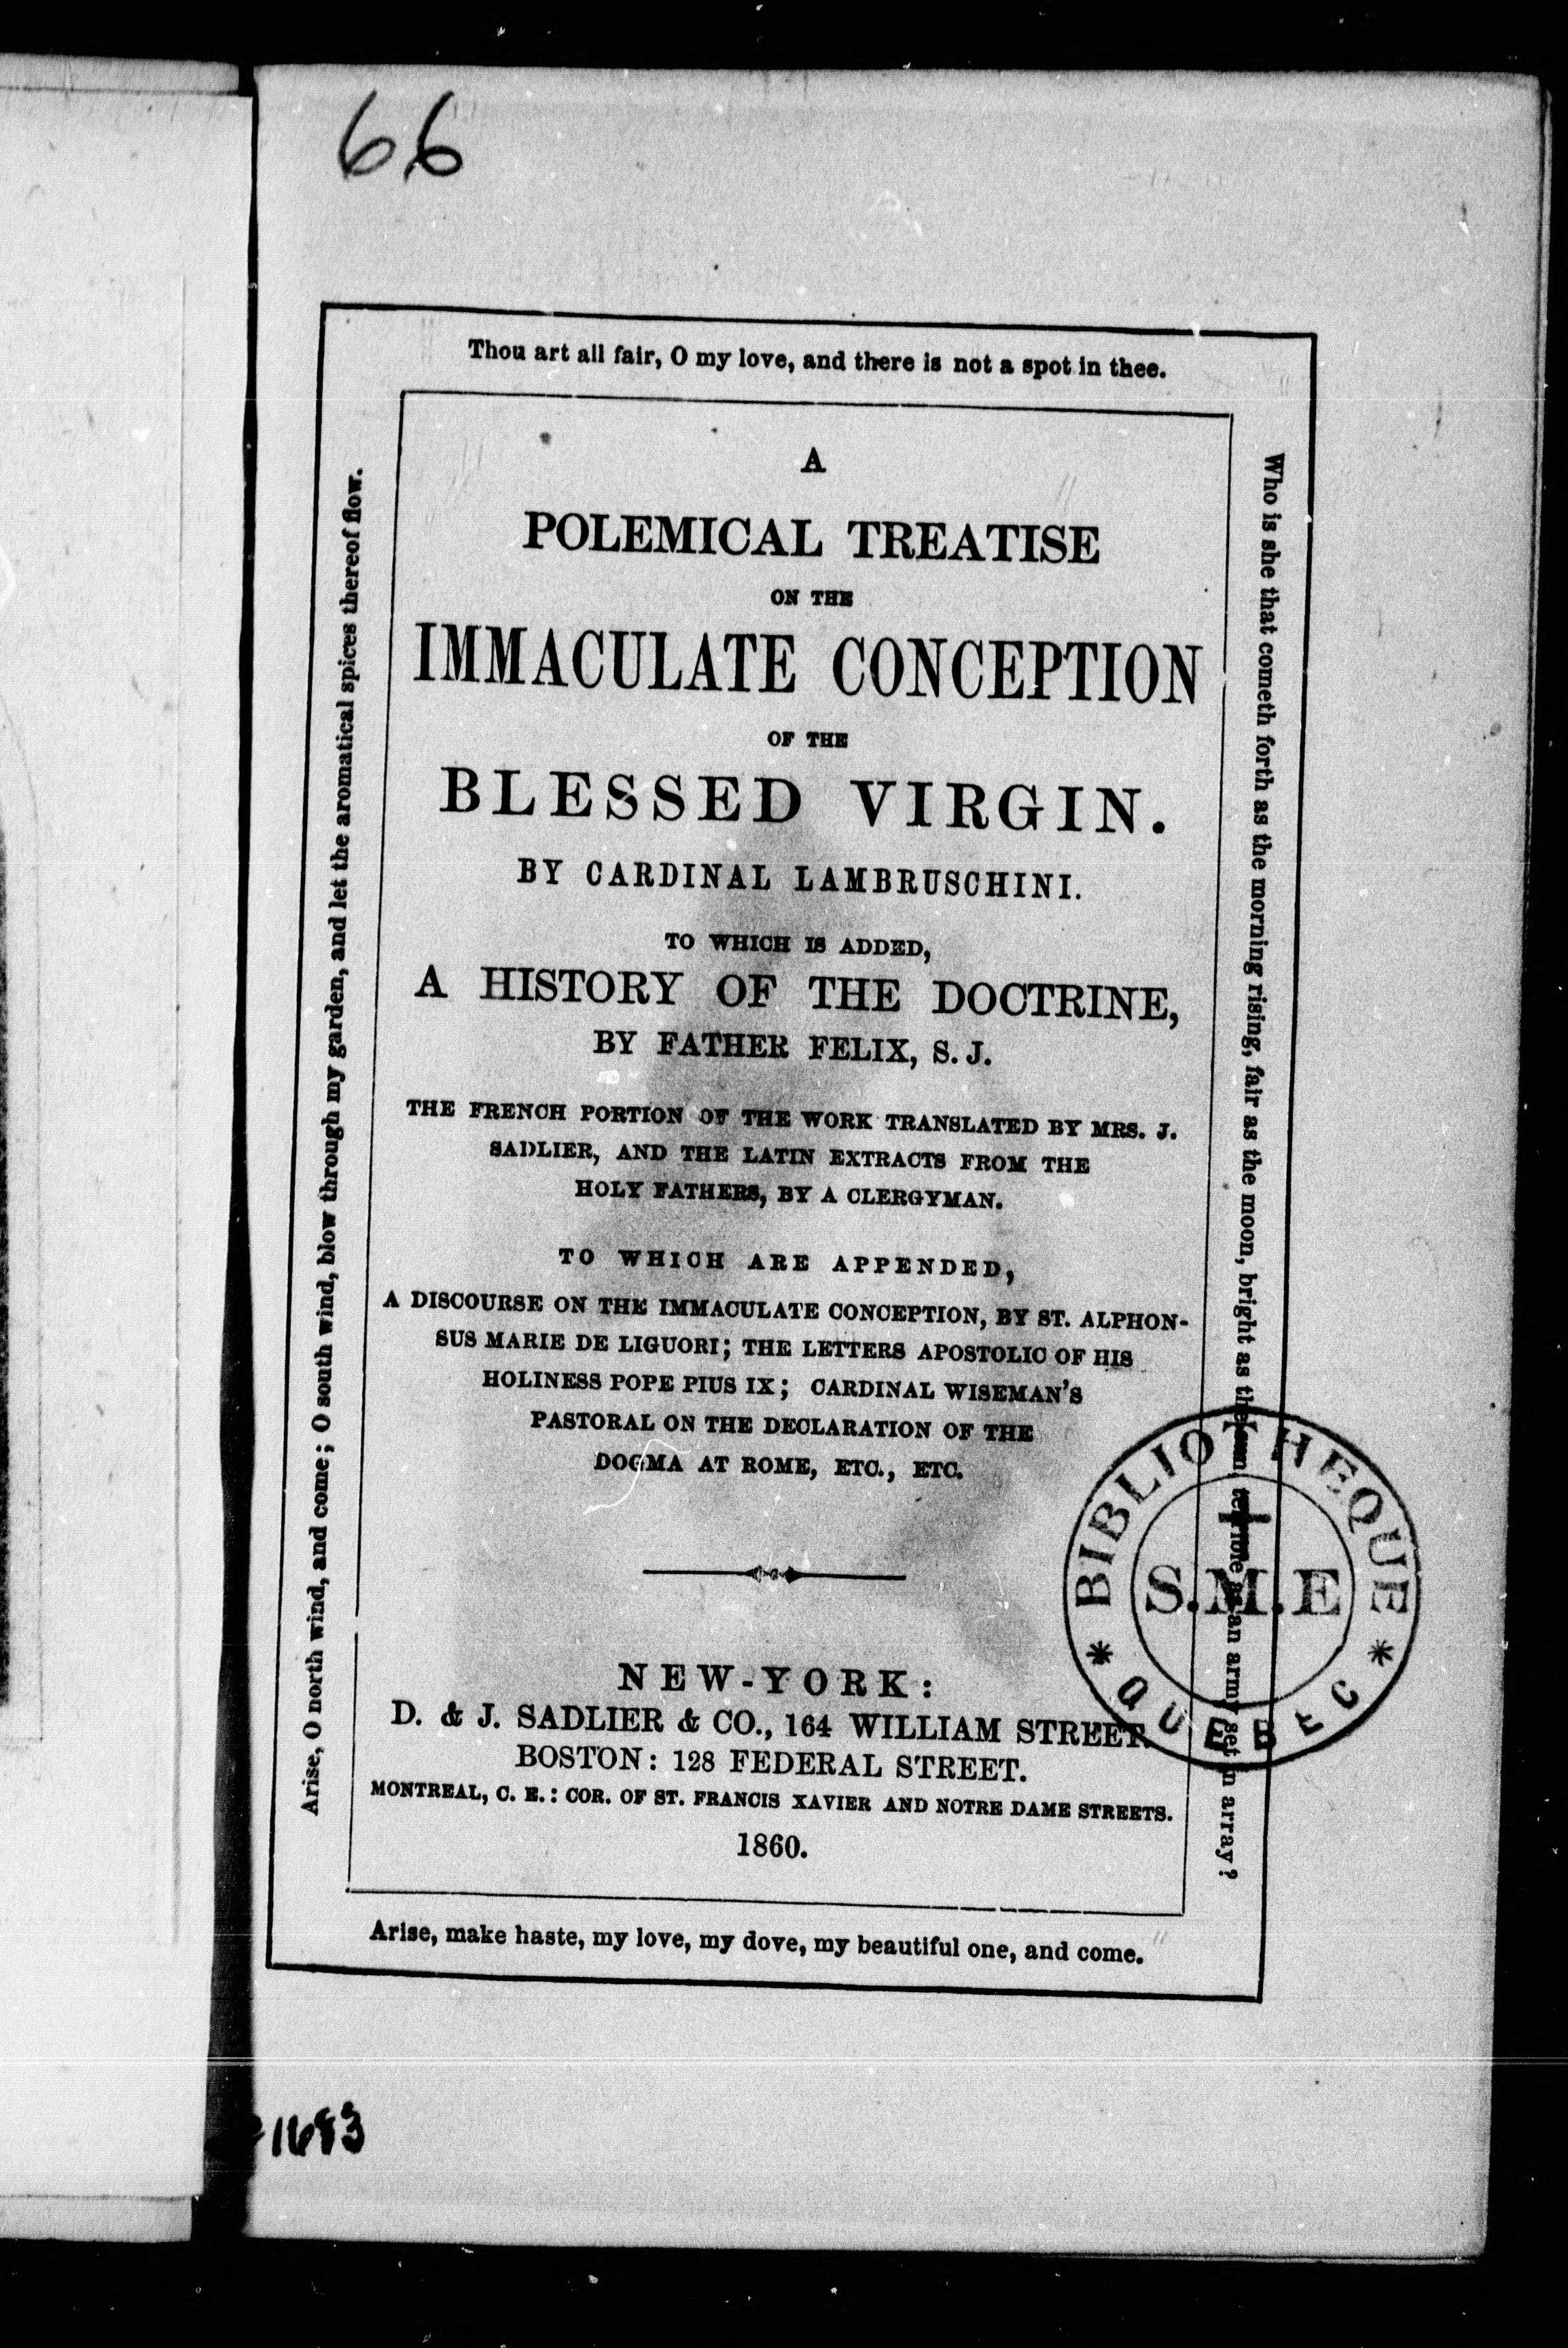 66
Thou art all fair, O my love, and there is not a spot in thee.
Arise, O north wind, and come; O south wind, blow through my garden, and let the aromatical spices thereof flow.
Who is she that cometh forth as the morning rising, fair as the moon, bright as the sun, terrible as an army set in array?
A
POLEMICAL TREATISE
ON THE
IMMACULATE CONCEPTION
OF THE
BLESSED VIRGIN.
BY CARDINAL LAMBRUSCHINI.
TO WHICH IS ADDED,
A HISTORY OF THE DOCTRINE,
BY FATHER FELIX, S. J.
THE FRENCH PORTION OF THE WORK TRANSLATED BY MRS. J.
SADLIER, AND THE LATIN EXTRACTS FROM THE
HOLY FATHERS, BY A CLERGYMAN.
TO WHICH ARE APPENDED,
A DISCOURSE ON THE IMMACULATE CONCEPTION, BY ST. ALPHON-
SUS MARIE DE LIGUORI; THE LETTERS APOSTOLIC OF HIS
HOLINESS POPE PIUS IX; CARDINAL WISEMAN'S
PASTORAL ON THE DECLARATION OF THE
DOGMA AT ROME, ETC., ETC.
BIBLIOTHEQUE
S.M.E
* QUEBEC *
NEW-YORK:
D. & J. SADLIER & CO., 164 WILLIAM STREET.
BOSTON: 128 FEDERAL STREET.
MONTREAL, C. E.: COR. OF ST. FRANCIS XAVIER AND NOTRE DAME STREETS.
1860.
Arise, make haste, my love, my dove, my beautiful one, and come.